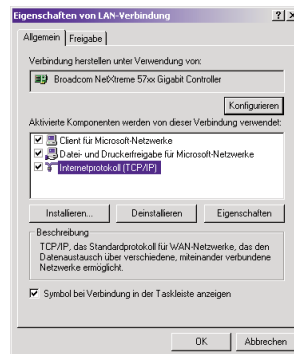 Eigenschaften von LAN-Verbindung
Allgemein
Freigabe
Verbindung herstellen unter Verwendung von:
Broadcom NetXtreme 57xx Gigabit Controller
Konfigurieren
Aktivierte Komponenten werden von dieser Verbindung verwendet:
Client für Microsoft-Netzwerke
Datei- und Druckerfreigabe für Microsoft-Netzwerke
Internetprotokoll (TCP/IP)
Installieren...
Deinstallieren
Eigenschaften
Beschreibung
TCP/IP, das Standardprotokoll für WAN-Netzwerke, das den
Datenaustausch über verschiedene, miteinander verbundene
Netzwerke ermöglicht.
Symbol bei Verbindung in der Taskleiste anzeigen
OK
Abbrechen